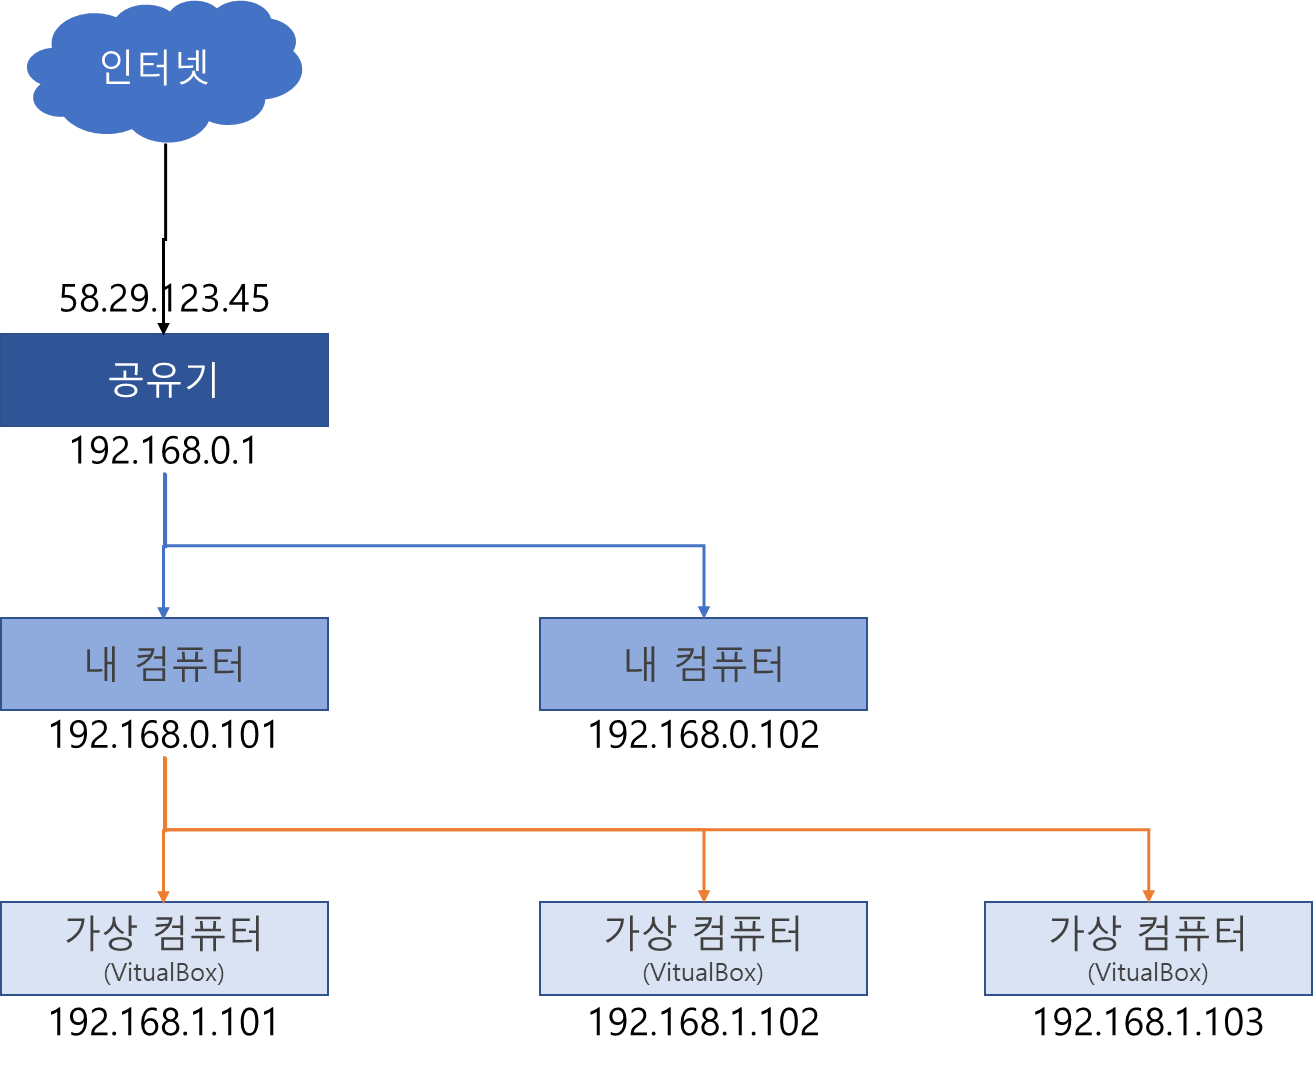 인터넷
58.29.123.45
공유기
192.168.0.1
내 컴퓨터
내 컴퓨터
192.168.0.101
192.168.0.102
가상 컴퓨터
(VitualBox)
가상 컴퓨터
(VitualBox)
가상 컴퓨터
(VitualBox)
192.168.1.101
192.168.1.102
192.168.1.103